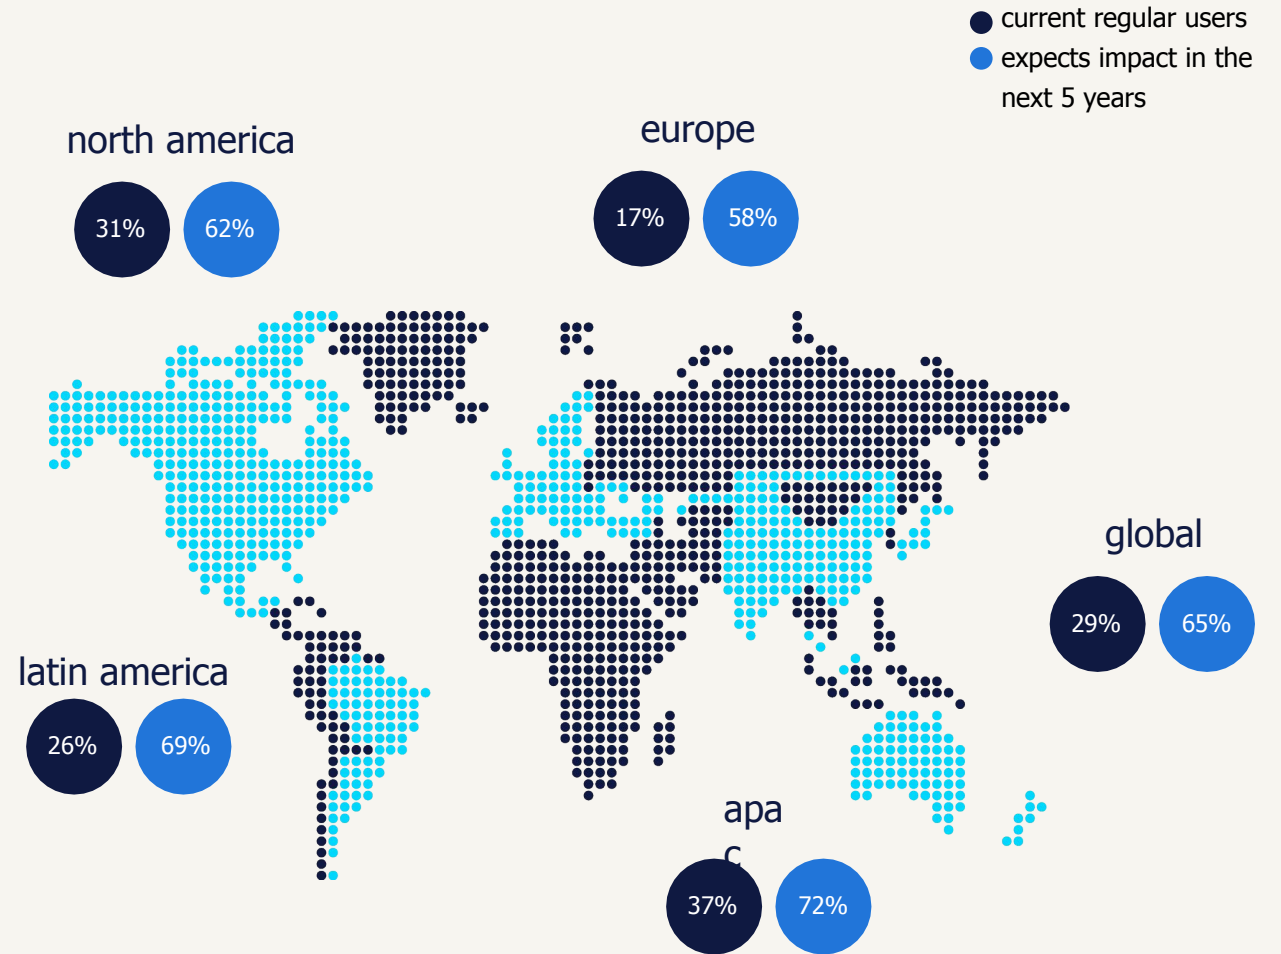 current regular users
expects impact in the
next 5 years
north america
31%
62%
europe
17%
58%
global
29%
65%
latin america
26%
69%
apa
c
37%
72%